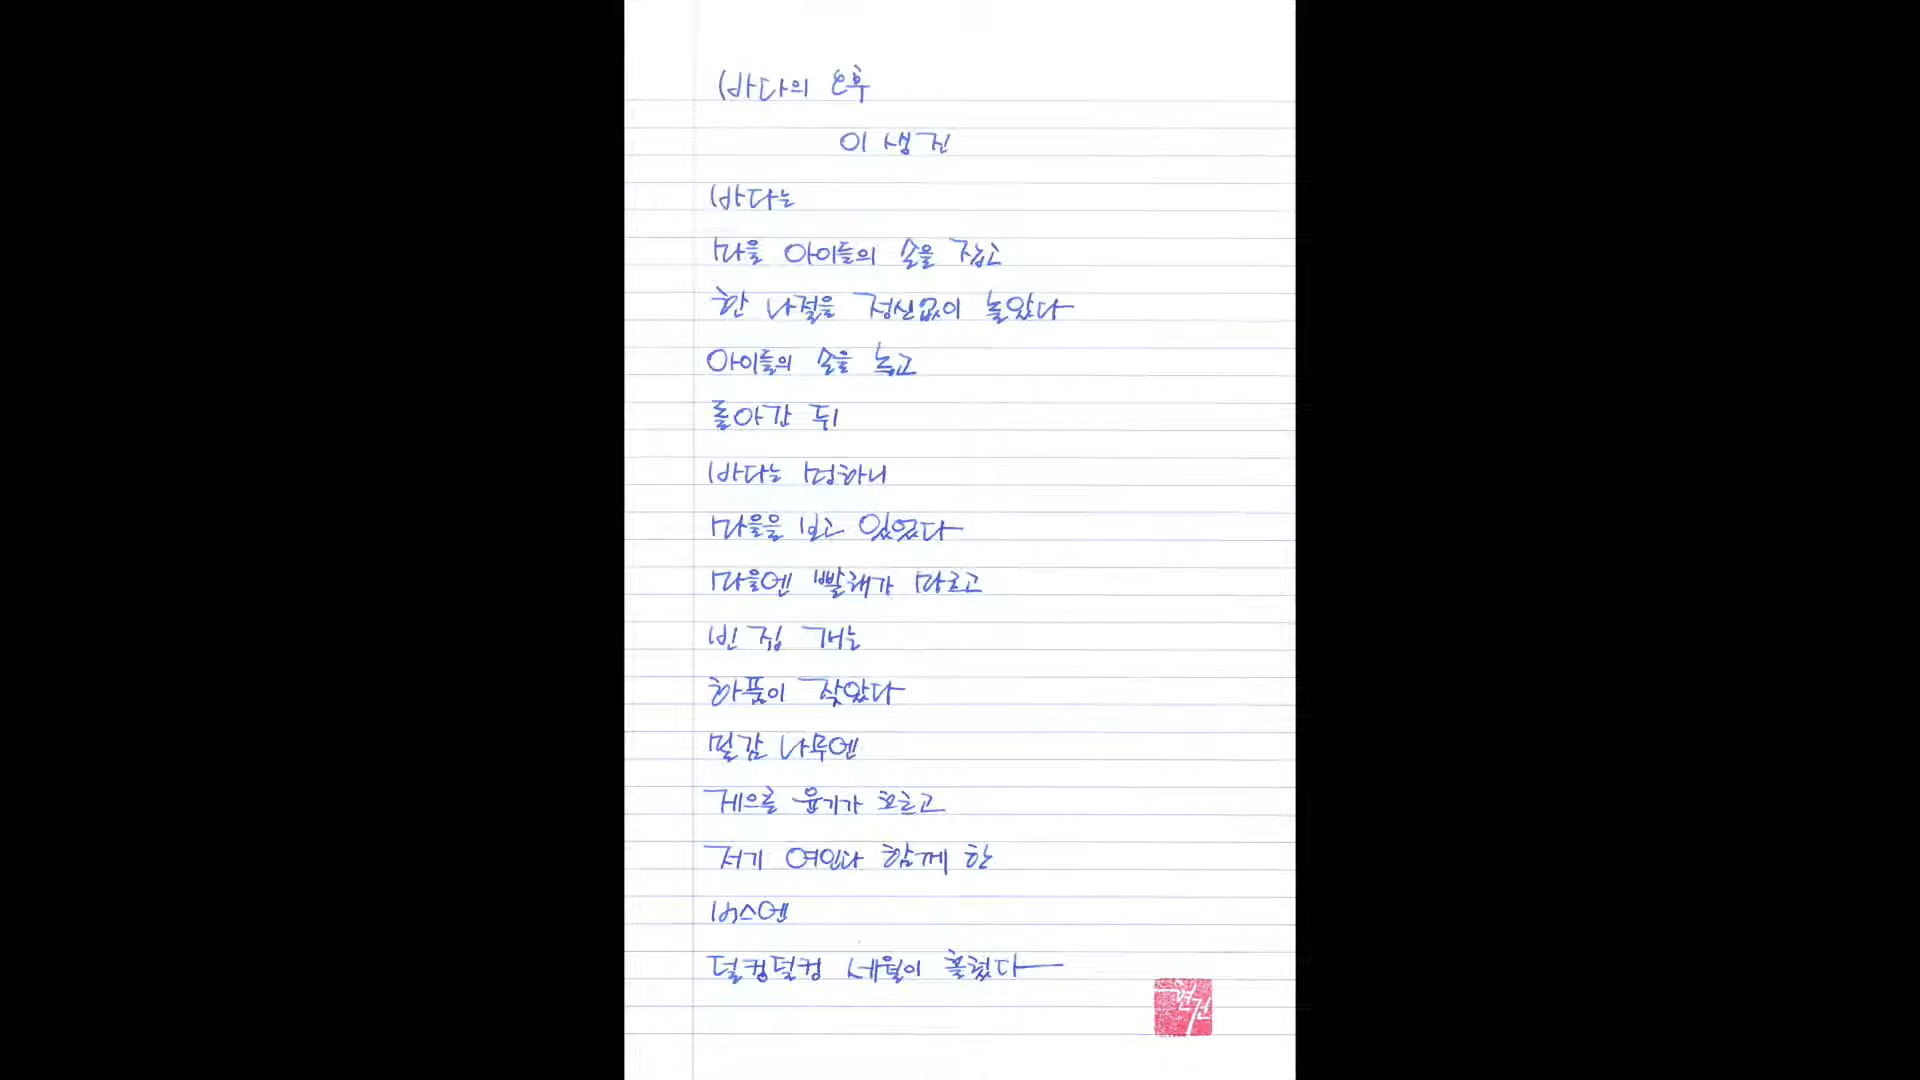 바다의 오후
이생진
바다는
마을 아이들의 손을 잡고
한 나절을 정신없이 놀았다
아이들의 손을 놓고
돌아간 뒤
바다는 멍하니
마을을 보고 있었다
마을엔 빨래가 마르고
빈 집 개는
하품이 잦았다
멀감 나무엔
게으른 윤기가 흐르고
저기 여인과 함께 한
버스엔
덜컹덜컹 세월이 흘렀다